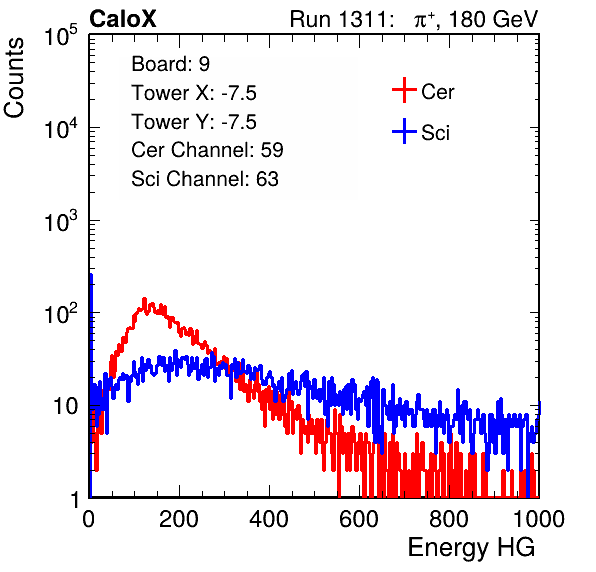 CaloX Run 1311: π⁺, 180 GeV
Counts
10⁵
10⁴
10³
10²
10
1
Board: 9
Tower X: -7.5
Tower Y: -7.5
Cer Channel: 59
Sci Channel: 63
Cer
Sci
0 200 400 600 800 1000
Energy HG